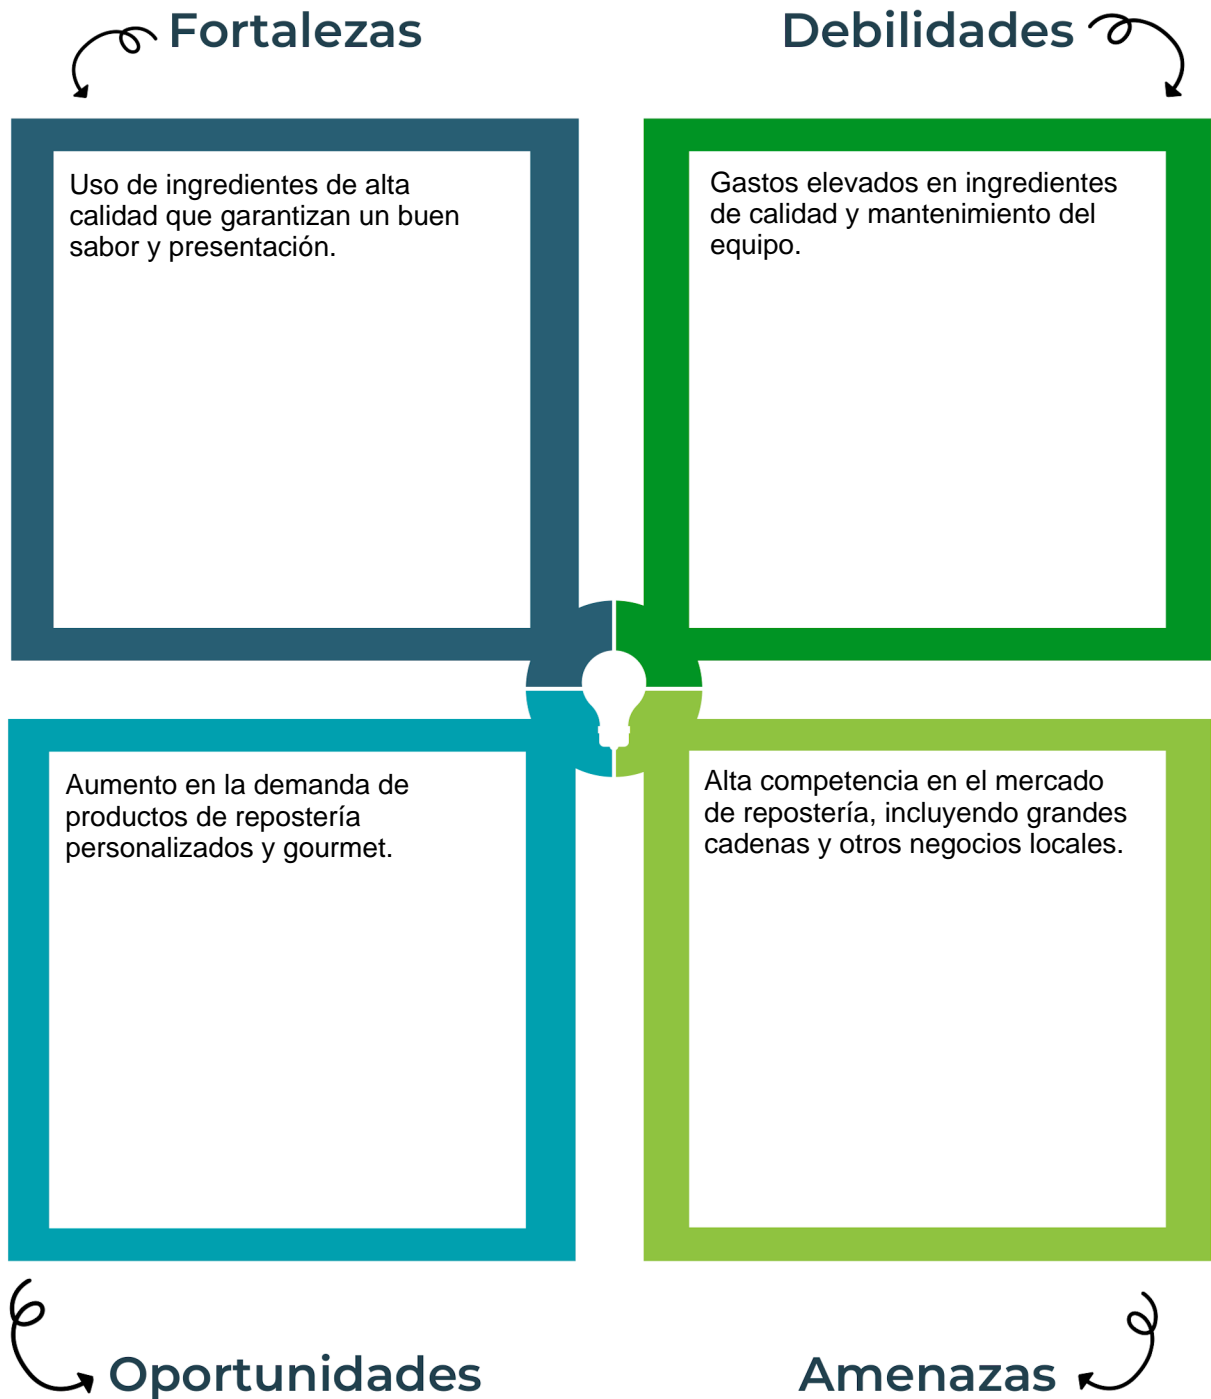 Fortalezas
Uso de ingredientes de alta
calidad que garantizan un buen
sabor y presentación.
Debilidades
Gastos elevados en ingredientes
de calidad y mantenimiento del
equipo.
Aumento en la demanda de
productos de repostería
personalizados y gourmet.
Oportunidades
Alta competencia en el mercado
de repostería, incluyendo grandes
cadenas y otros negocios locales.
Amenazas